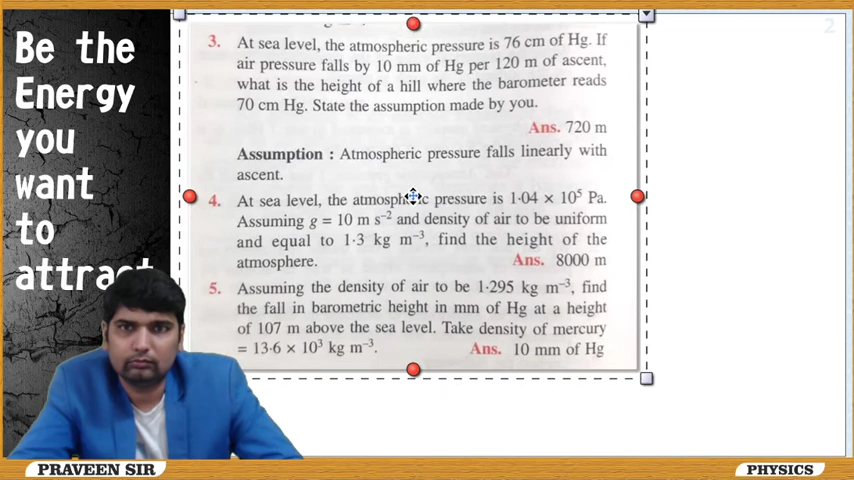 Be the
Energy
you
want
to
attract
2
3. At sea level, the atmospheric pressure is 76 cm of Hg. If
air pressure falls by 10 mm of Hg per 120 m of ascent,
what is the height of a hill where the barometer reads
70 cm Hg. State the assumption made by you.
Ans. 720 m
Assumption : Atmospheric pressure falls linearly with
ascent.
4. At sea level, the atmospheric pressure is 1·04 × 10⁵ Pa.
Assuming g = 10 m s⁻² and density of air to be uniform
and equal to 1·3 kg m⁻³, find the height of the
atmosphere. Ans. 8000 m
5. Assuming the density of air to be 1·295 kg m⁻³, find
the fall in barometric height in mm of Hg at a height
of 107 m above the sea level. Take density of mercury
= 13·6 × 10³ kg m⁻³. Ans. 10 mm of Hg
PRAVEEN SIR
PHYSICS